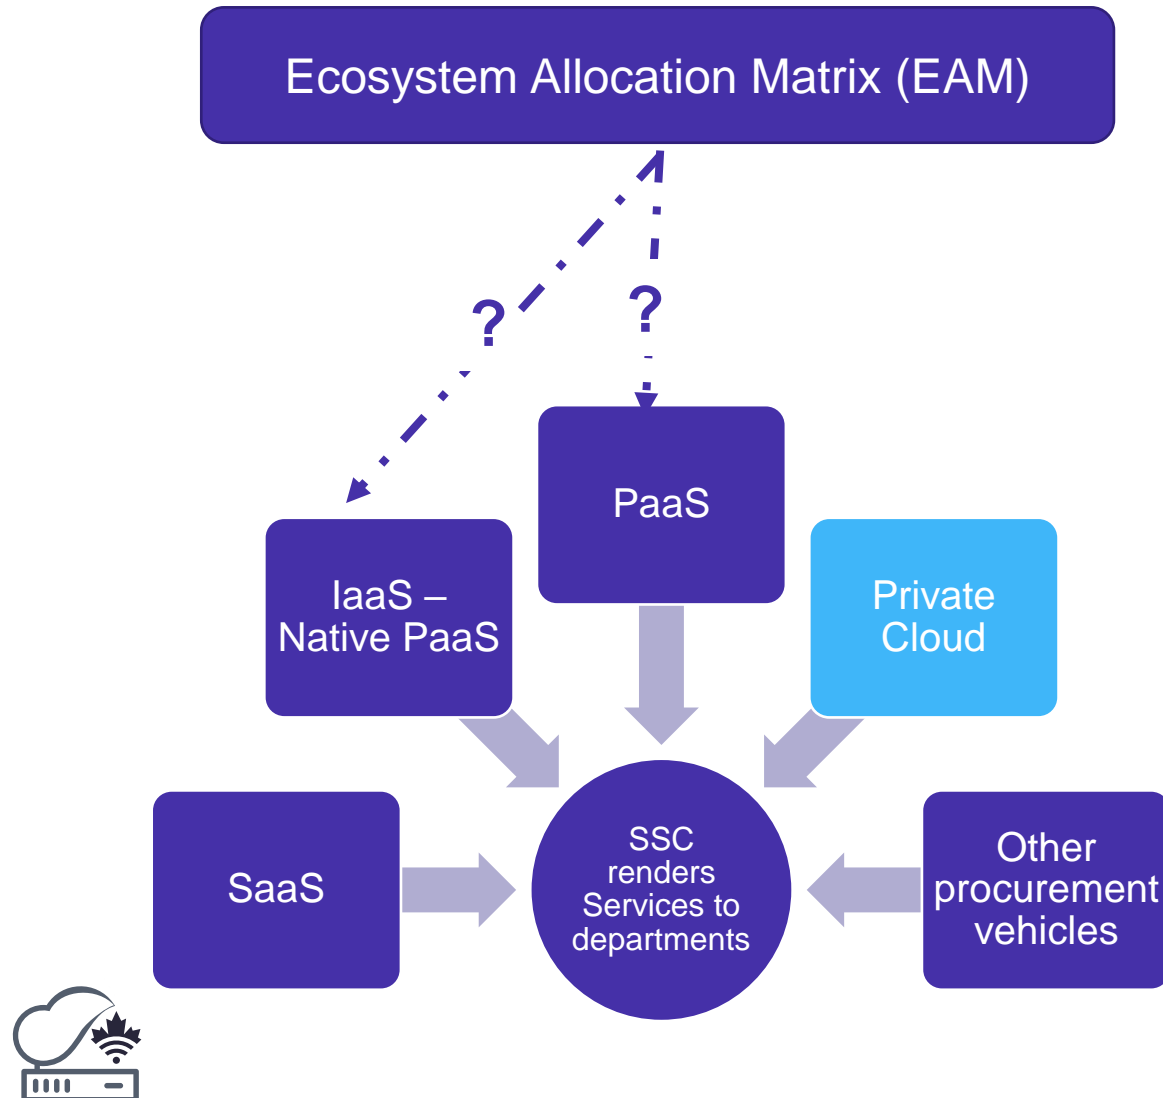 Ecosystem Allocation Matrix (EAM)
?
?
PaaS
IaaS –
Native PaaS
Private
Cloud
SaaS
SSC
renders
Services to
departments
Other
procurement
vehicles